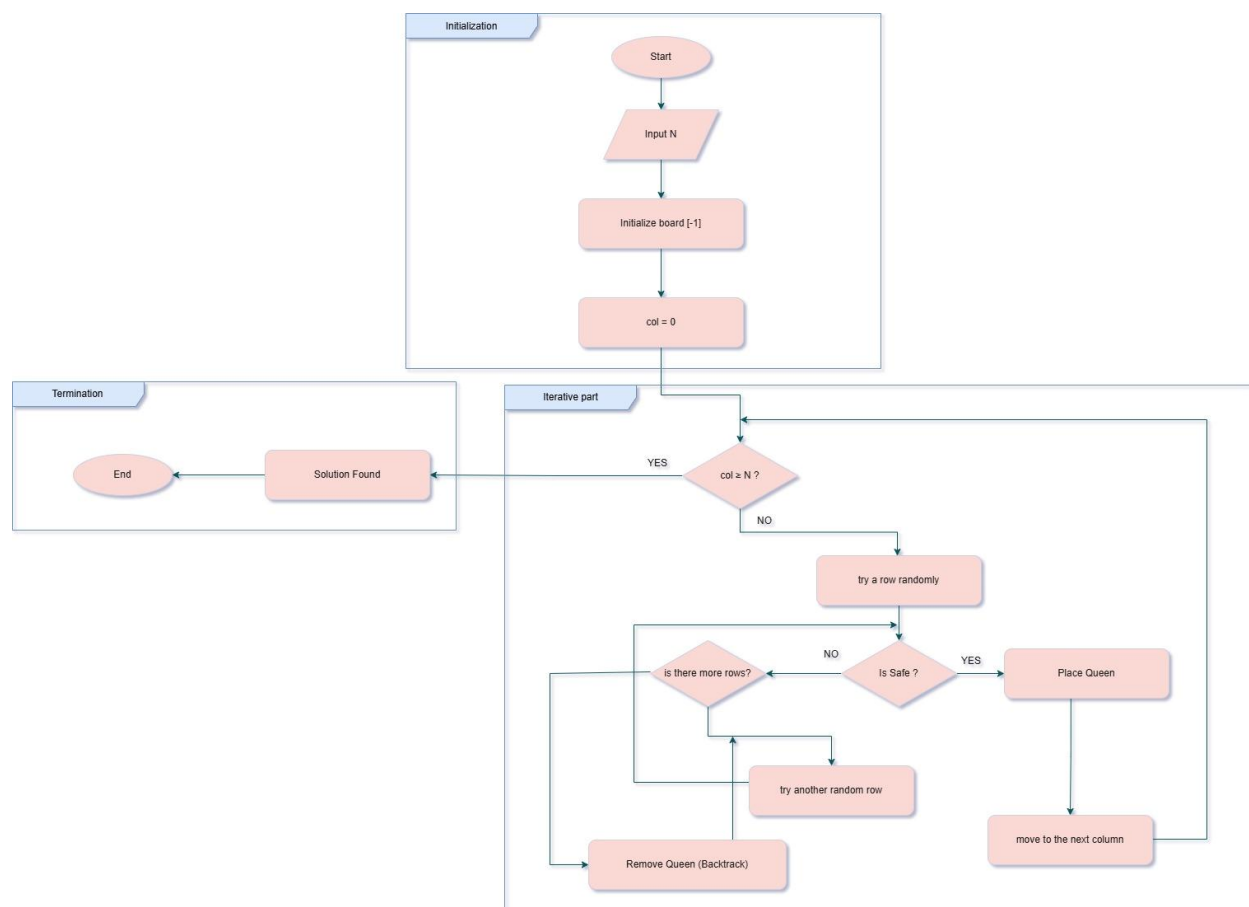 Initialization
Start
Input N
Initialize board [-1]
col = 0
Termination
Iterative part
End
Solution Found
YES
col ≥ N ?
NO
try a row randomly
is there more rows?
NO
Is Safe ?
YES
Place Queen
try another random row
move to the next column
Remove Queen (Backtrack)